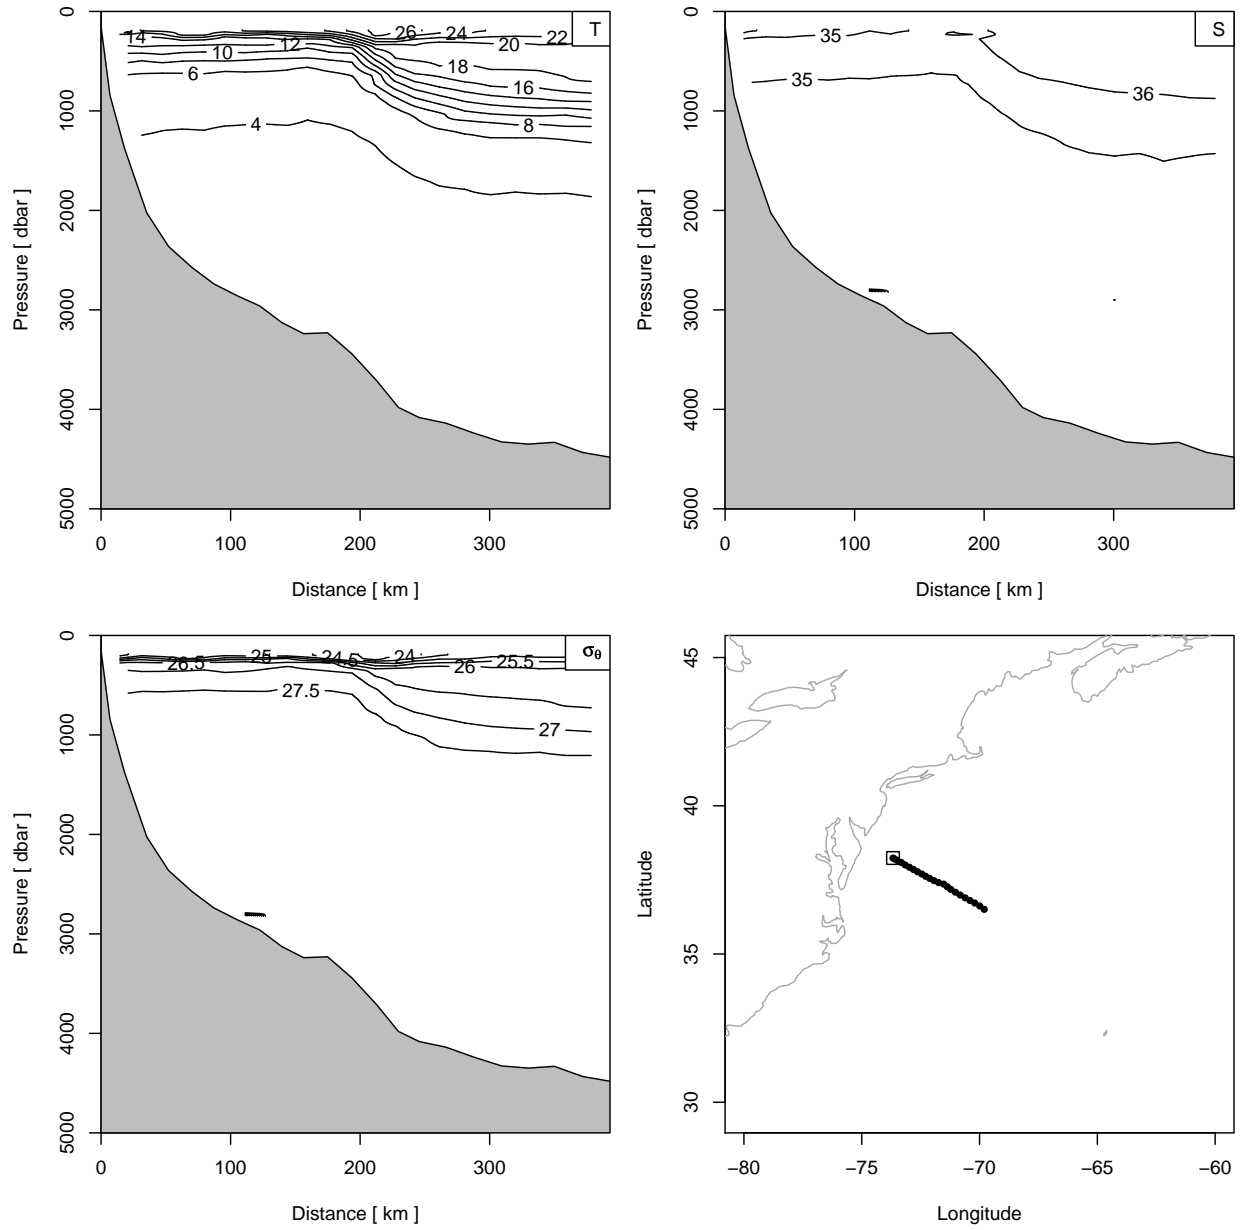 T
0
1000
2000
3000
4000
5000
Pressure [ dbar ]
14 26 24 22
12 20
10
18
6
16
4
8
0 100 200 300
Distance [ km ]
S
0
1000
2000
3000
4000
5000
Pressure [ dbar ]
35
35
36
0 100 200 300
Distance [ km ]
σθ
0
1000
2000
3000
4000
5000
Pressure [ dbar ]
26.5 25 24.5 24
26 25.5
27.5
27
0 100 200 300
Distance [ km ]
45
40
35
30
Latitude
−80 −75 −70 −65 −60
Longitude